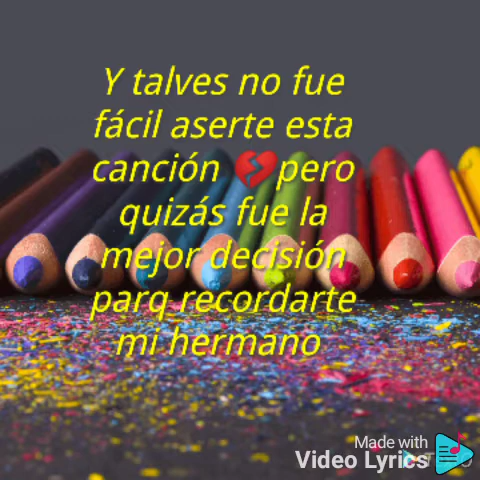 Y talves no fue
fácil aserte esta
canción 💔pero
quizás fue la
mejor decisión
parq recordarte
mi hermano
Made with
Video Lyrics